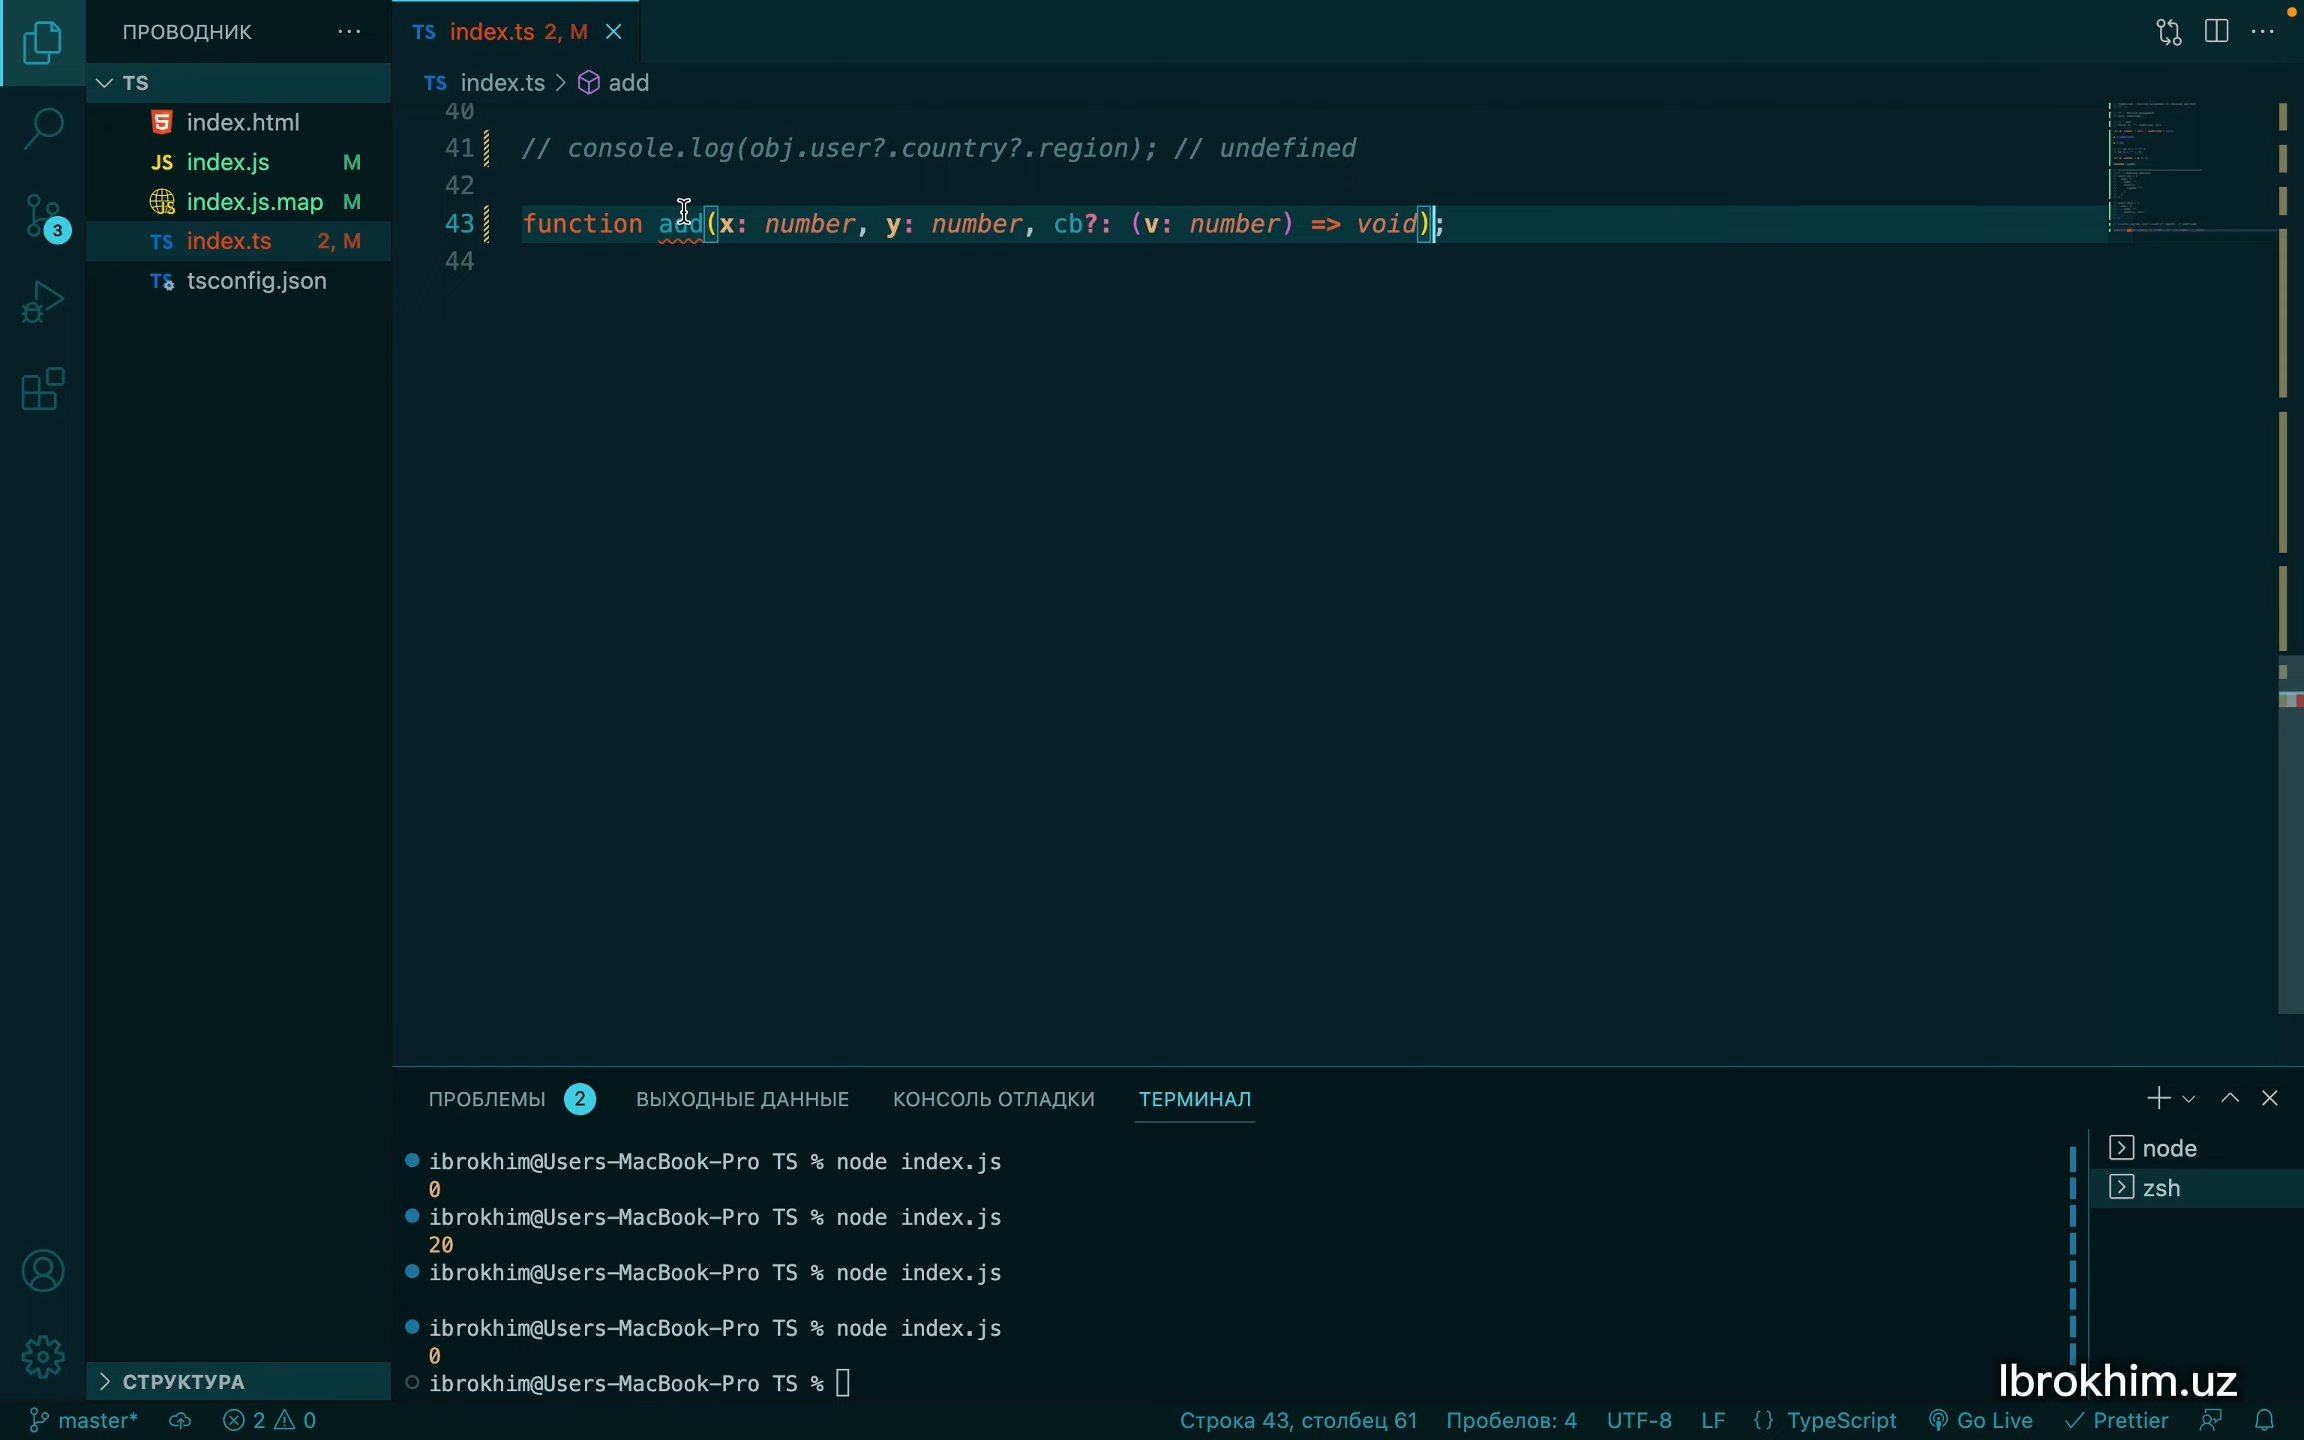 ПРОВОДНИК
TS index.ts 2, M
TS
TS index.ts > add
index.html
JS index.js M
index.js.map M
3
TS index.ts 2, M
TS tsconfig.json
40
41 // console.log(obj.user?.country?.region); // undefined
42
43 function add(x: number, y: number, cb?: (v: number) => void);
44
ПРОБЛЕМЫ 2 ВЫХОДНЫЕ ДАННЫЕ КОНСОЛЬ ОТЛАДКИ ТЕРМИНАЛ
ibrokhim@Users-MacBook-Pro TS % node index.js
0
ibrokhim@Users-MacBook-Pro TS % node index.js
20
ibrokhim@Users-MacBook-Pro TS % node index.js
ibrokhim@Users-MacBook-Pro TS % node index.js
0
ibrokhim@Users-MacBook-Pro TS %
node
zsh
СТРУКТУРА
Ibrokhim.uz
master* 2 0 Строка 43, столбец 61 Пробелов: 4 UTF-8 LF {} TypeScript Go Live Prettier